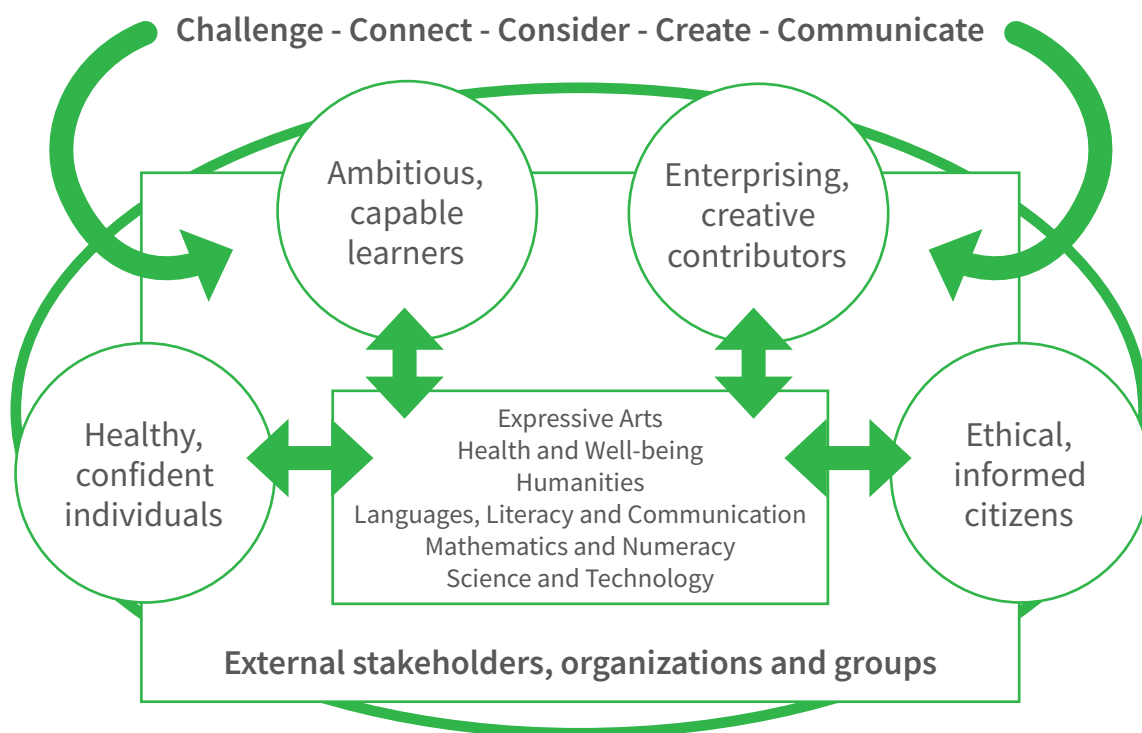 Challenge - Connect - Consider - Create - Communicate
Ambitious,
capable
learners
Enterprising,
creative
contributors
Healthy,
confident
individuals
Expressive Arts
Health and Well-being
Humanities
Languages, Literacy and Communication
Mathematics and Numeracy
Science and Technology
Ethical,
informed
citizens
External stakeholders, organizations and groups